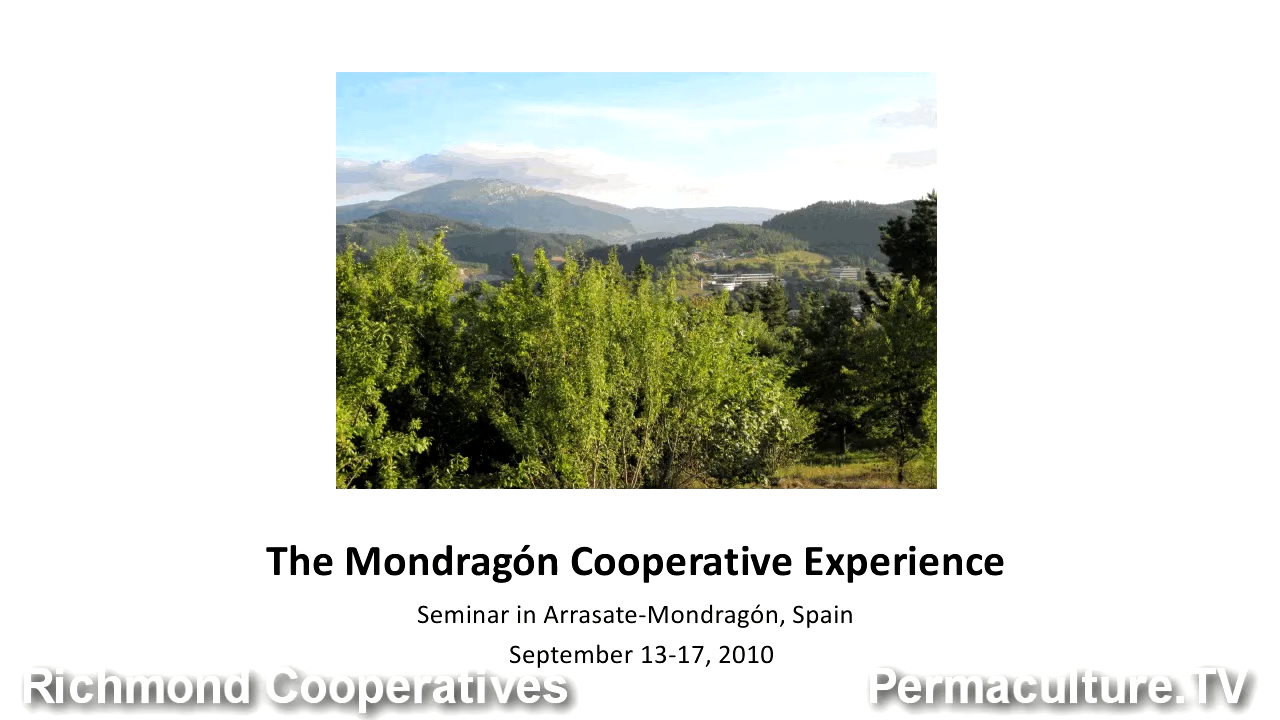 The Mondragón Cooperative Experience
Seminar in Arrasate-Mondragón, Spain
September 13-17, 2010
Richmond Cooperatives
Permaculture.TV